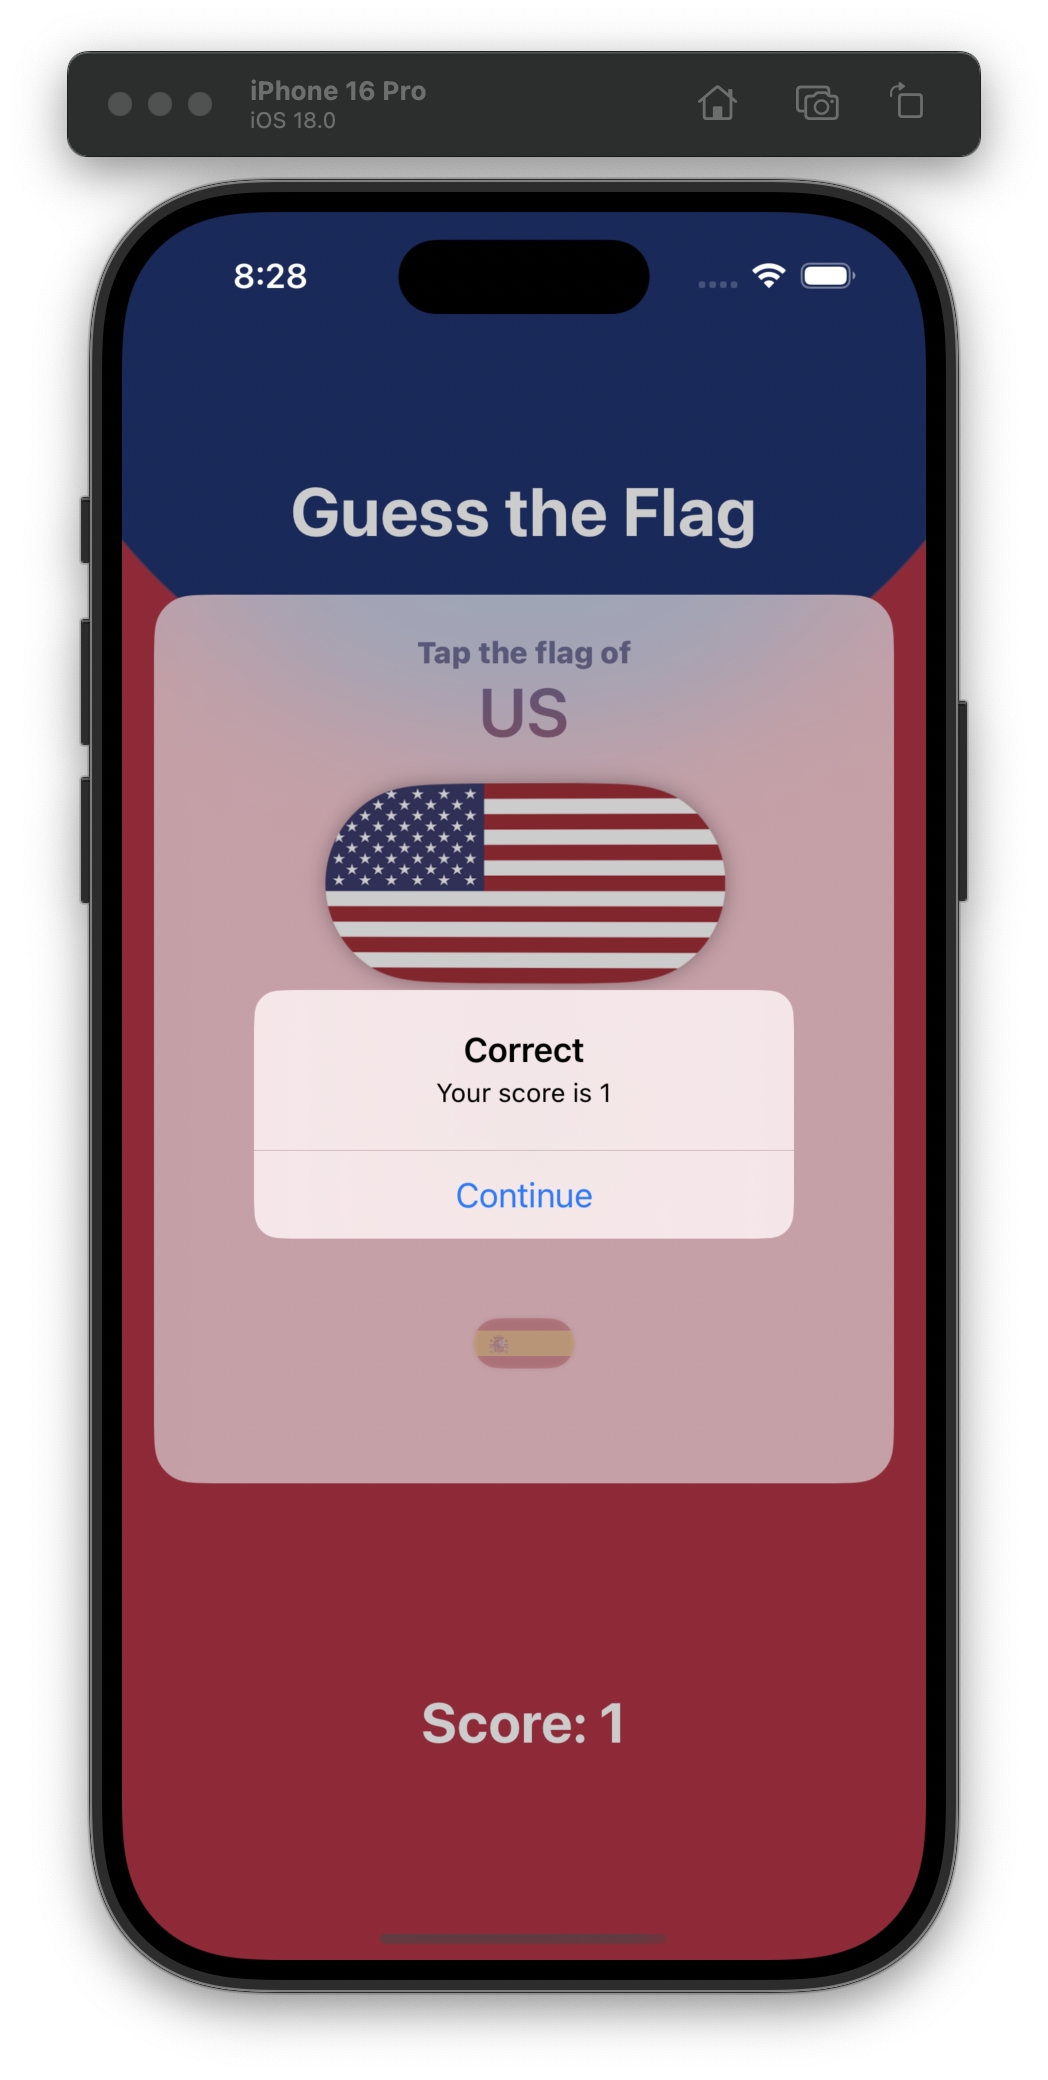 iPhone 16 Pro
iOS 18.0
8:28
Guess the Flag
Tap the flag of
US
Correct
Your score is 1
Continue
Score: 1